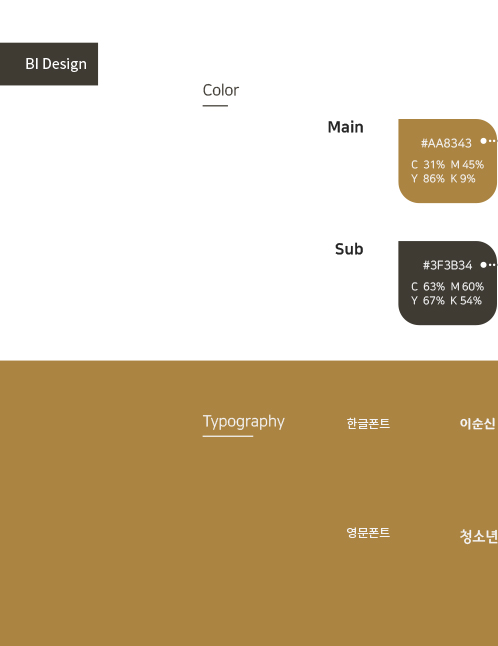 BI Design
Color
Main
#AA8343
C 31% M 45%
Y 86% K 9%
Sub
#3F3B34
C 63% M 60%
Y 67% K 54%
Typography
한글폰트
이순신
영문폰트
청소년